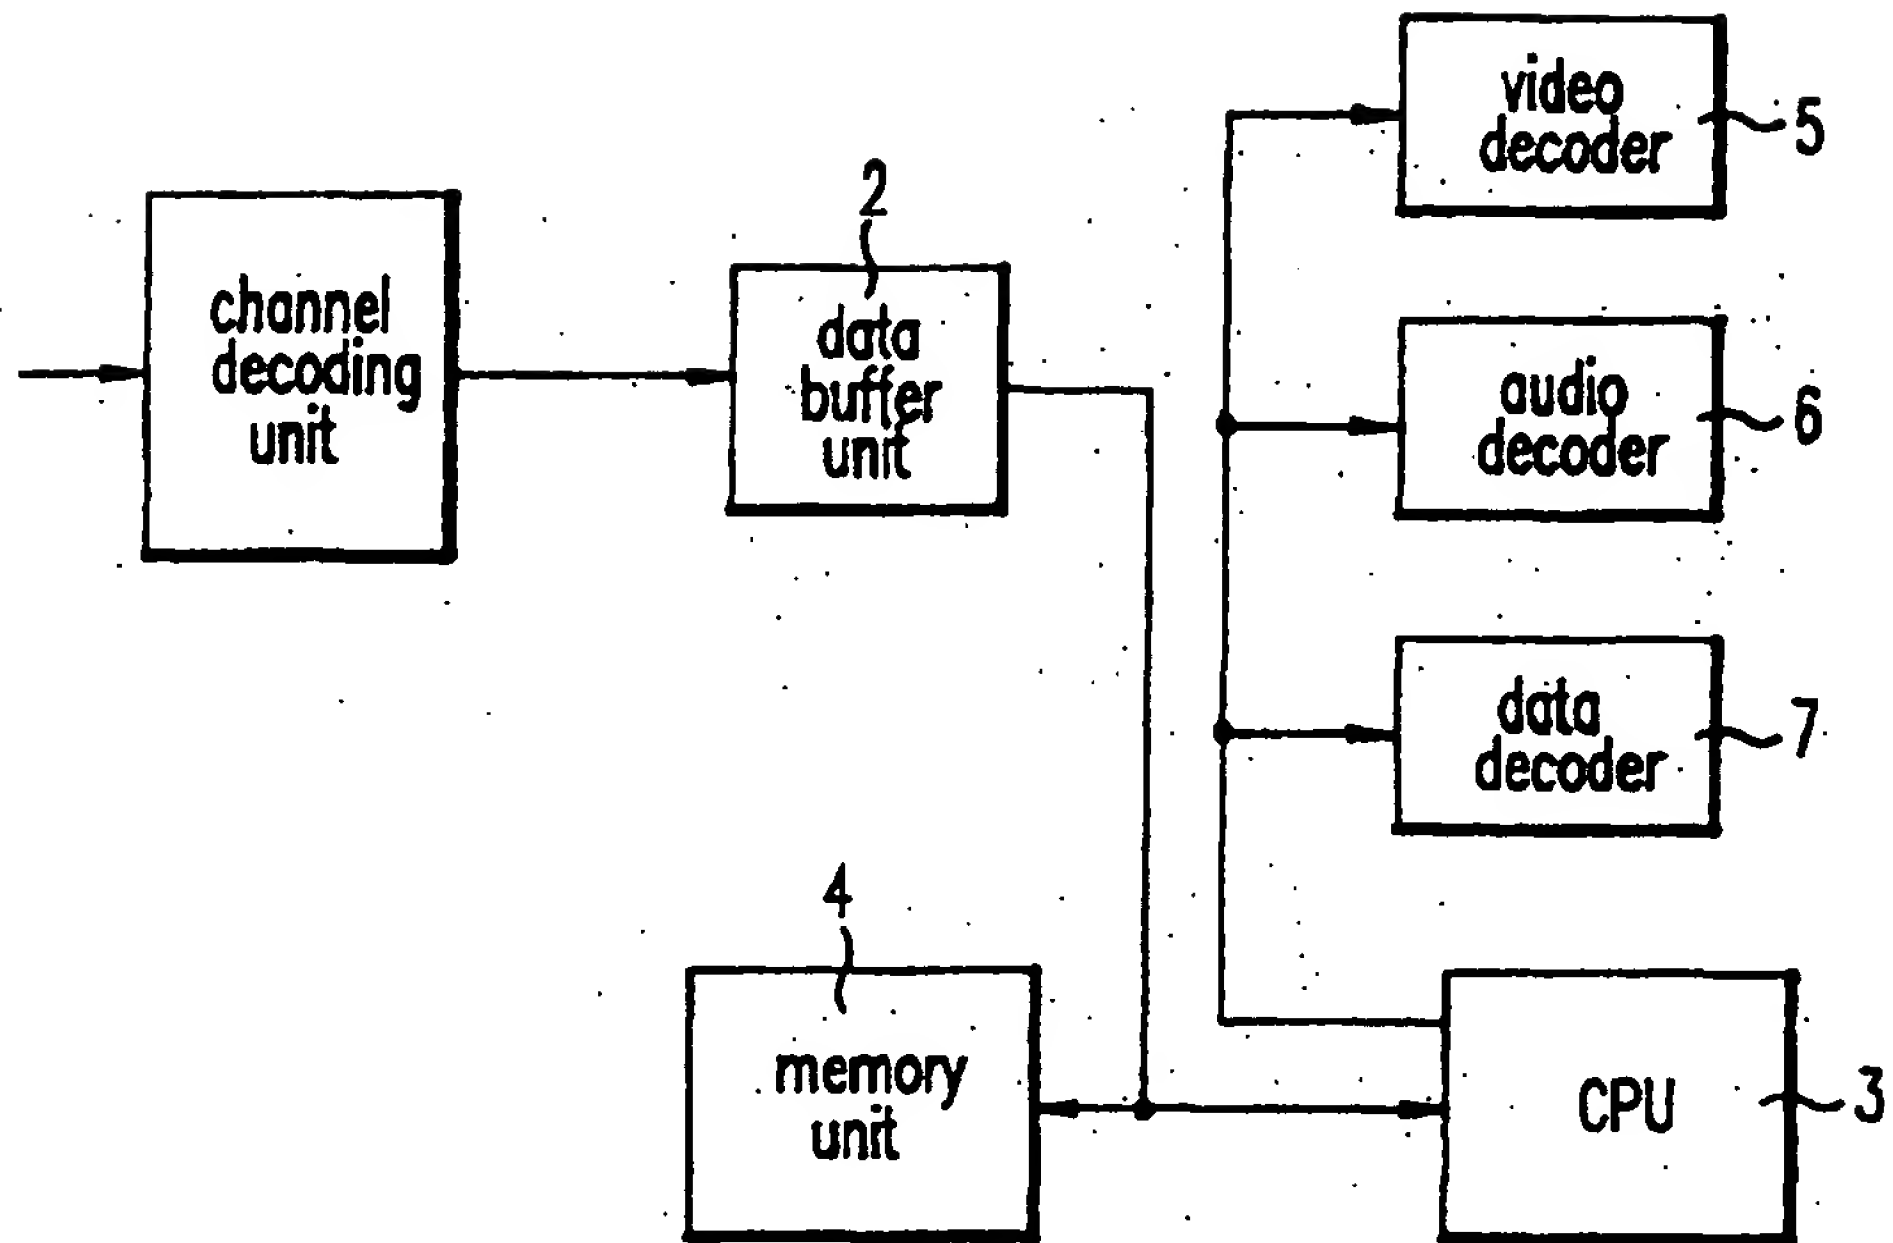 channel
decoding
unit
2
data
buffer
unit
video
decoder
5
audio
decoder
6
data
decoder
7
4
memory
unit
CPU
3